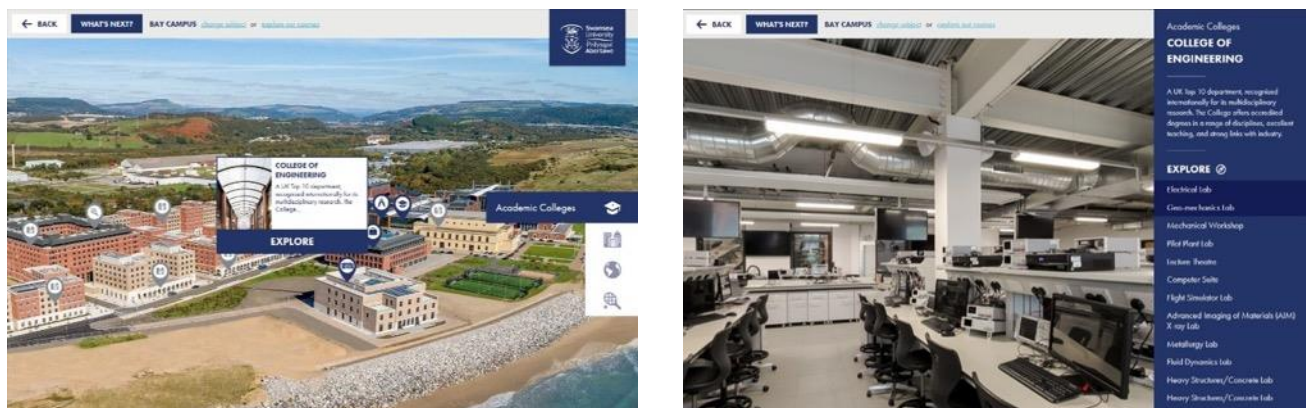 BACK
WHAT'S NEXT?
BAY CAMPUS change subject or explore our courses
Swansea
University
Prifysgol
Abertawe
COLLEGE OF
ENGINEERING
A UK Top 10 department,
recognised internationally for its
multidisciplinary research. The
College...
EXPLORE
Academic Colleges
BACK
WHAT'S NEXT?
BAY CAMPUS change subject or explore our courses
Academic Colleges
COLLEGE OF
ENGINEERING
A UK Top 10 department, recognised
internationally for its multidisciplinary
research. The College offers accredited
degrees in a range of disciplines, excellent
teaching, and strong links with industry.
EXPLORE
Electrical Lab
Geo-mechanics Lab
Mechanical Workshop
Pilot Plant Lab
Lecture Theatre
Computer Suite
Flight Simulator Lab
Advanced Imaging of Materials (AIM)
X-ray Lab
Metallurgy Lab
Fluid Dynamics Lab
Heavy Structures/Concrete Lab
Heavy Structures/Concrete Lab